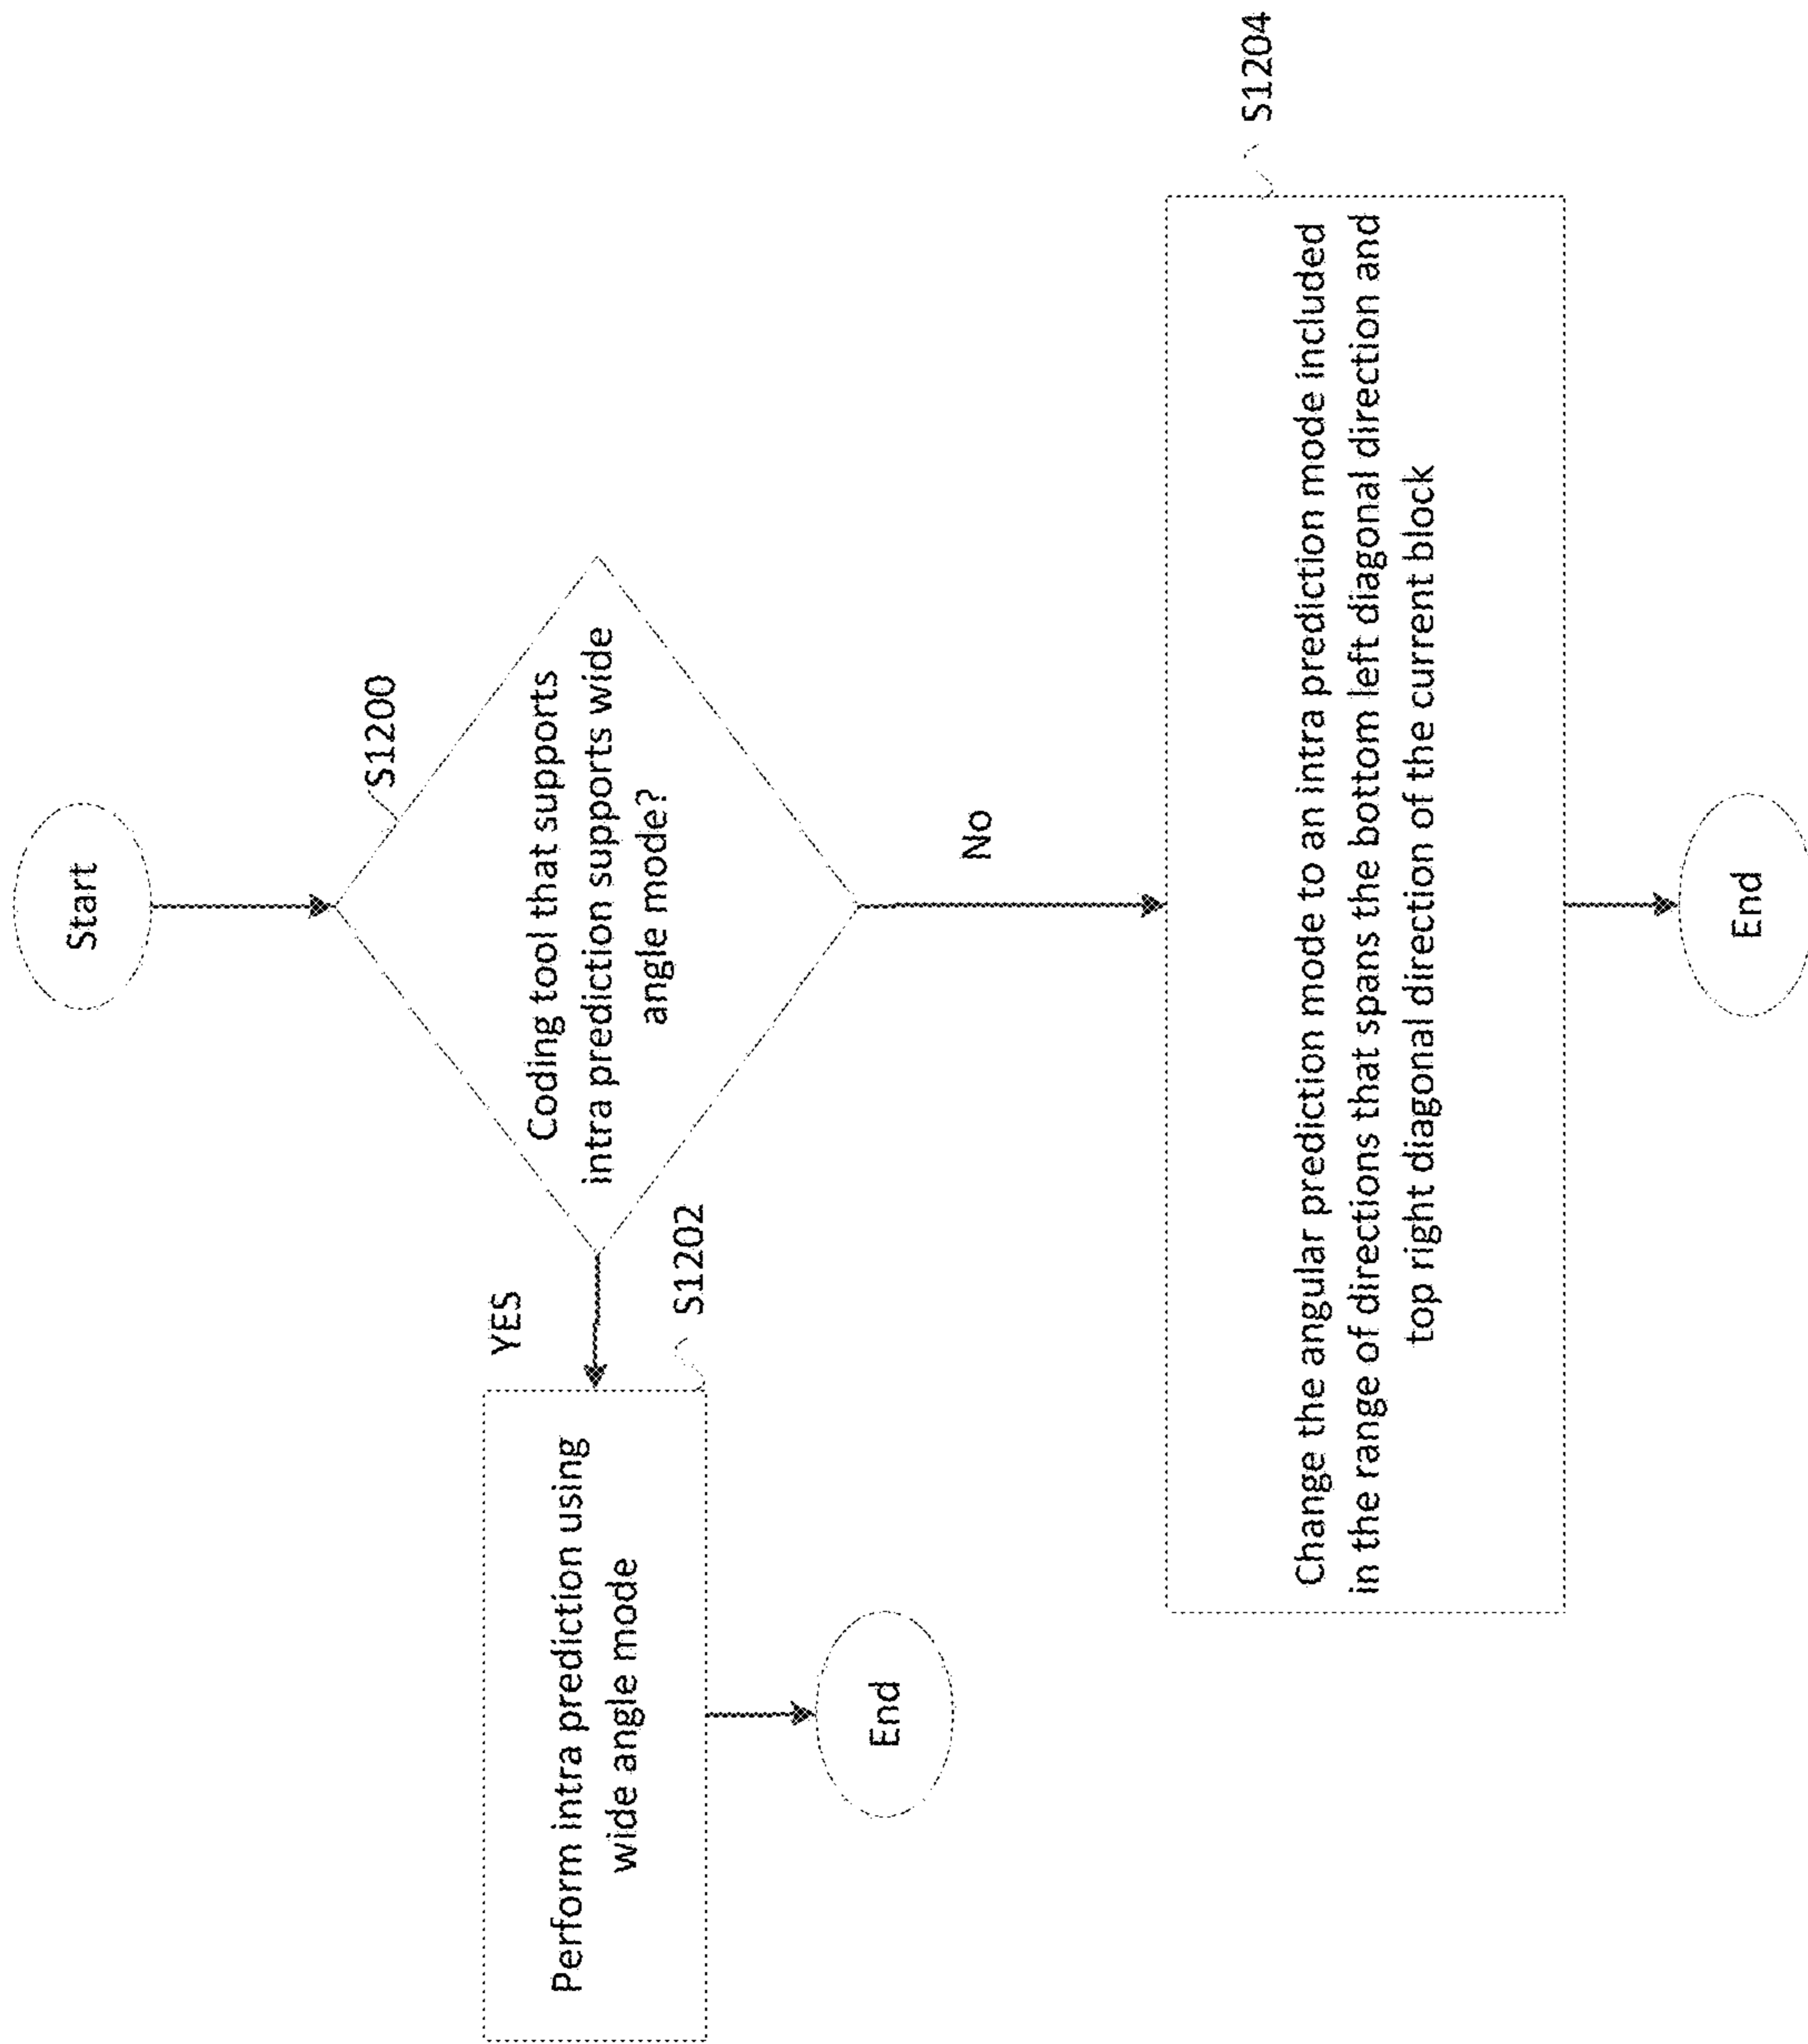 Start
S1200
Coding tool that supports
intra prediction supports wide
angle mode?
YES
S1202
Perform intra prediction using
wide angle mode
End
No
S1204
Change the angular prediction mode to an intra prediction mode included
in the range of directions that spans the bottom left diagonal direction and
top right diagonal direction of the current block
End